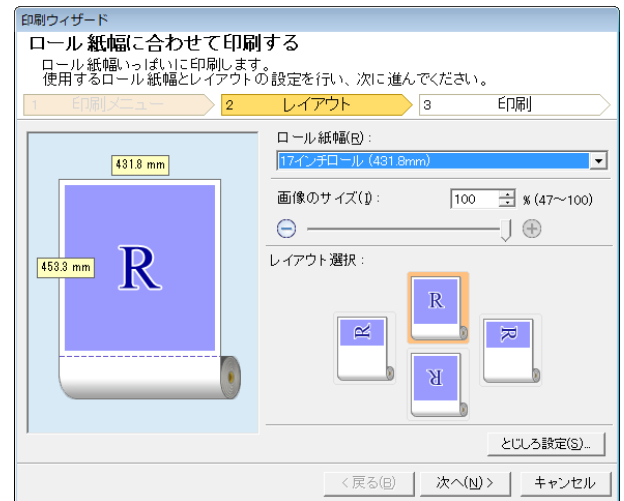 印刷ウィザード
ロール紙幅に合わせて印刷する
ロール紙幅いっぱいに印刷します。
使用するロール紙幅とレイアウトの設定を行い、次に進んでください。
1 印刷メニュー 2 レイアウト 3 印刷
ロール紙幅(R):
17インチロール (431.8mm)
画像のサイズ(I): 100 % (47~100)
431.8 mm
453.3 mm
R
レイアウト選択:
R
R
R
R
とじしろ設定(S)...
< 戻る(B) 次へ(N) > キャンセル